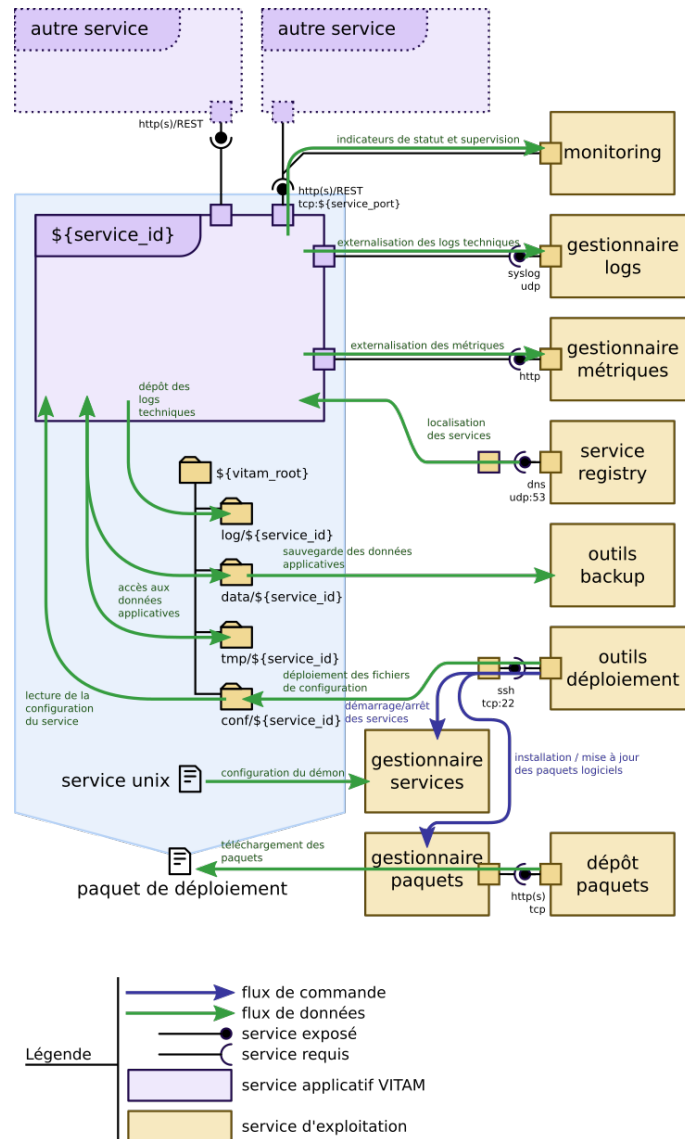 autre service
autre service
http(s)/REST
indicateurs de statut et supervision
monitoring
http(s)/REST
tcp:${service_port}
${service_id}
externalisation des logs techniques
gestionnaire
logs
syslog
udp
externalisation des métriques
gestionnaire
métriques
http
dépôt des
logs
techniques
localisation
des services
service
registry
dns
udp:53
${vitam_root}
log/${service_id}
sauvegarde des données
applicatives
outils
backup
accès aux
données
applicatives
data/${service_id}
tmp/${service_id}
déploiement des fichiers
de configuration
outils
déploiement
ssh
tcp:22
lecture de la
configuration
du service
conf/${service_id}
démarrage/arrêt
des services
gestionnaire
services
installation / mise à jour
des paquets logiciels
service unix
configuration du démon
téléchargement des
paquets
gestionnaire
paquets
dépôt
paquets
http(s)
tcp
paquet de déploiement
Légende
flux de commande
flux de données
service exposé
service requis
service applicatif VITAM
service d'exploitation